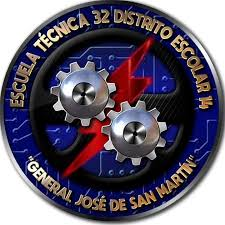 ESCUELA TÉCNICA 32 DISTRITO ESCOLAR 14
"GENERAL JOSÉ DE SAN MARTÍN"